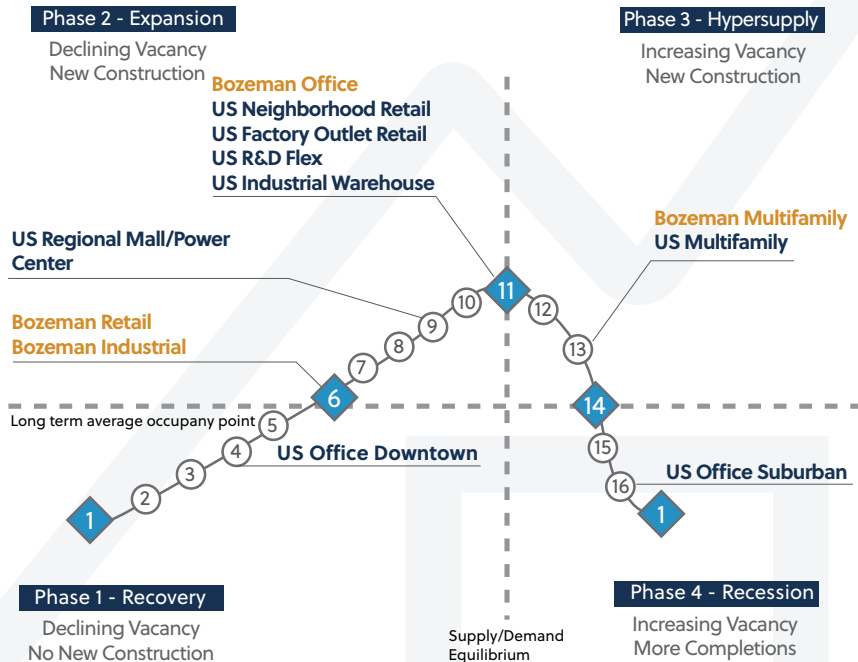 Phase 2 - Expansion
Declining Vacancy
New Construction
Phase 3 - Hypersupply
Increasing Vacancy
New Construction
Bozeman Office
US Neighborhood Retail
US Factory Outlet Retail
US R&D Flex
US Industrial Warehouse
Bozeman Multifamily
US Multifamily
US Regional Mall/Power
Center
Bozeman Retail
Bozeman Industrial
1
2
3
4
5
6
7
8
9
10
11
12
13
14
15
16
1
Long term average occupany point
US Office Downtown
US Office Suburban
Phase 1 - Recovery
Declining Vacancy
No New Construction
Supply/Demand
Equilibrium
Phase 4 - Recession
Increasing Vacancy
More Completions